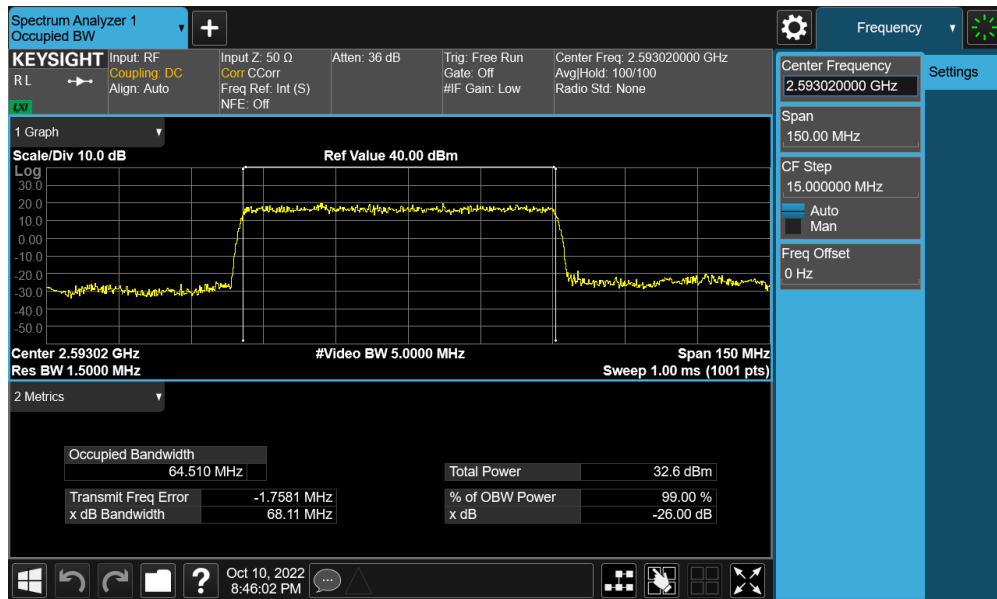 Spectrum Analyzer 1
Occupied BW
+
Frequency
KEYSIGHT
R L
LXI
Input: RF
Coupling: DC
Align: Auto
Input Z: 50 Ω
Corr CCorr
Freq Ref: Int (S)
NFE: Off
Atten: 36 dB
Trig: Free Run
Gate: Off
#IF Gain: Low
Center Freq: 2.593020000 GHz
Avg|Hold: 100/100
Radio Std: None
Center Frequency
2.593020000 GHz
Settings
Span
150.00 MHz
CF Step
15.000000 MHz
Auto
Man
Freq Offset
0 Hz
1 Graph
Scale/Div 10.0 dB
Ref Value 40.00 dBm
Log
30.0
20.0
10.0
0.00
-10.0
-20.0
-30.0
-40.0
-50.0
Center 2.59302 GHz
#Video BW 5.0000 MHz
Span 150 MHz
Res BW 1.5000 MHz
Sweep 1.00 ms (1001 pts)
2 Metrics
Occupied Bandwidth
64.510 MHz
Total Power 32.6 dBm
Transmit Freq Error -1.7581 MHz
% of OBW Power 99.00 %
x dB Bandwidth 68.11 MHz
x dB -26.00 dB
?
Oct 10, 2022
8:46:02 PM